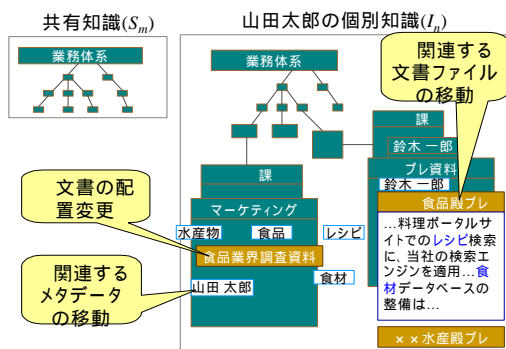 共有知識(Sm)
山田太郎の個別知識(In)
業務体系
業務体系
関連する
文書ファイル
の移動
課
鈴木 一郎
プレ資料
鈴木 一郎
文書の配
置変更
課
マーケティング
水産物
食品
レシピ
食品業界調査資料
食材
山田 太郎
関連する
メタデータ
の移動
食品殿プレ
…料理ポータルサ
イトでのレシピ検索
に、当社の検索エ
ンジンを適用…食
材データベースの
整備は…
××水産殿プレ